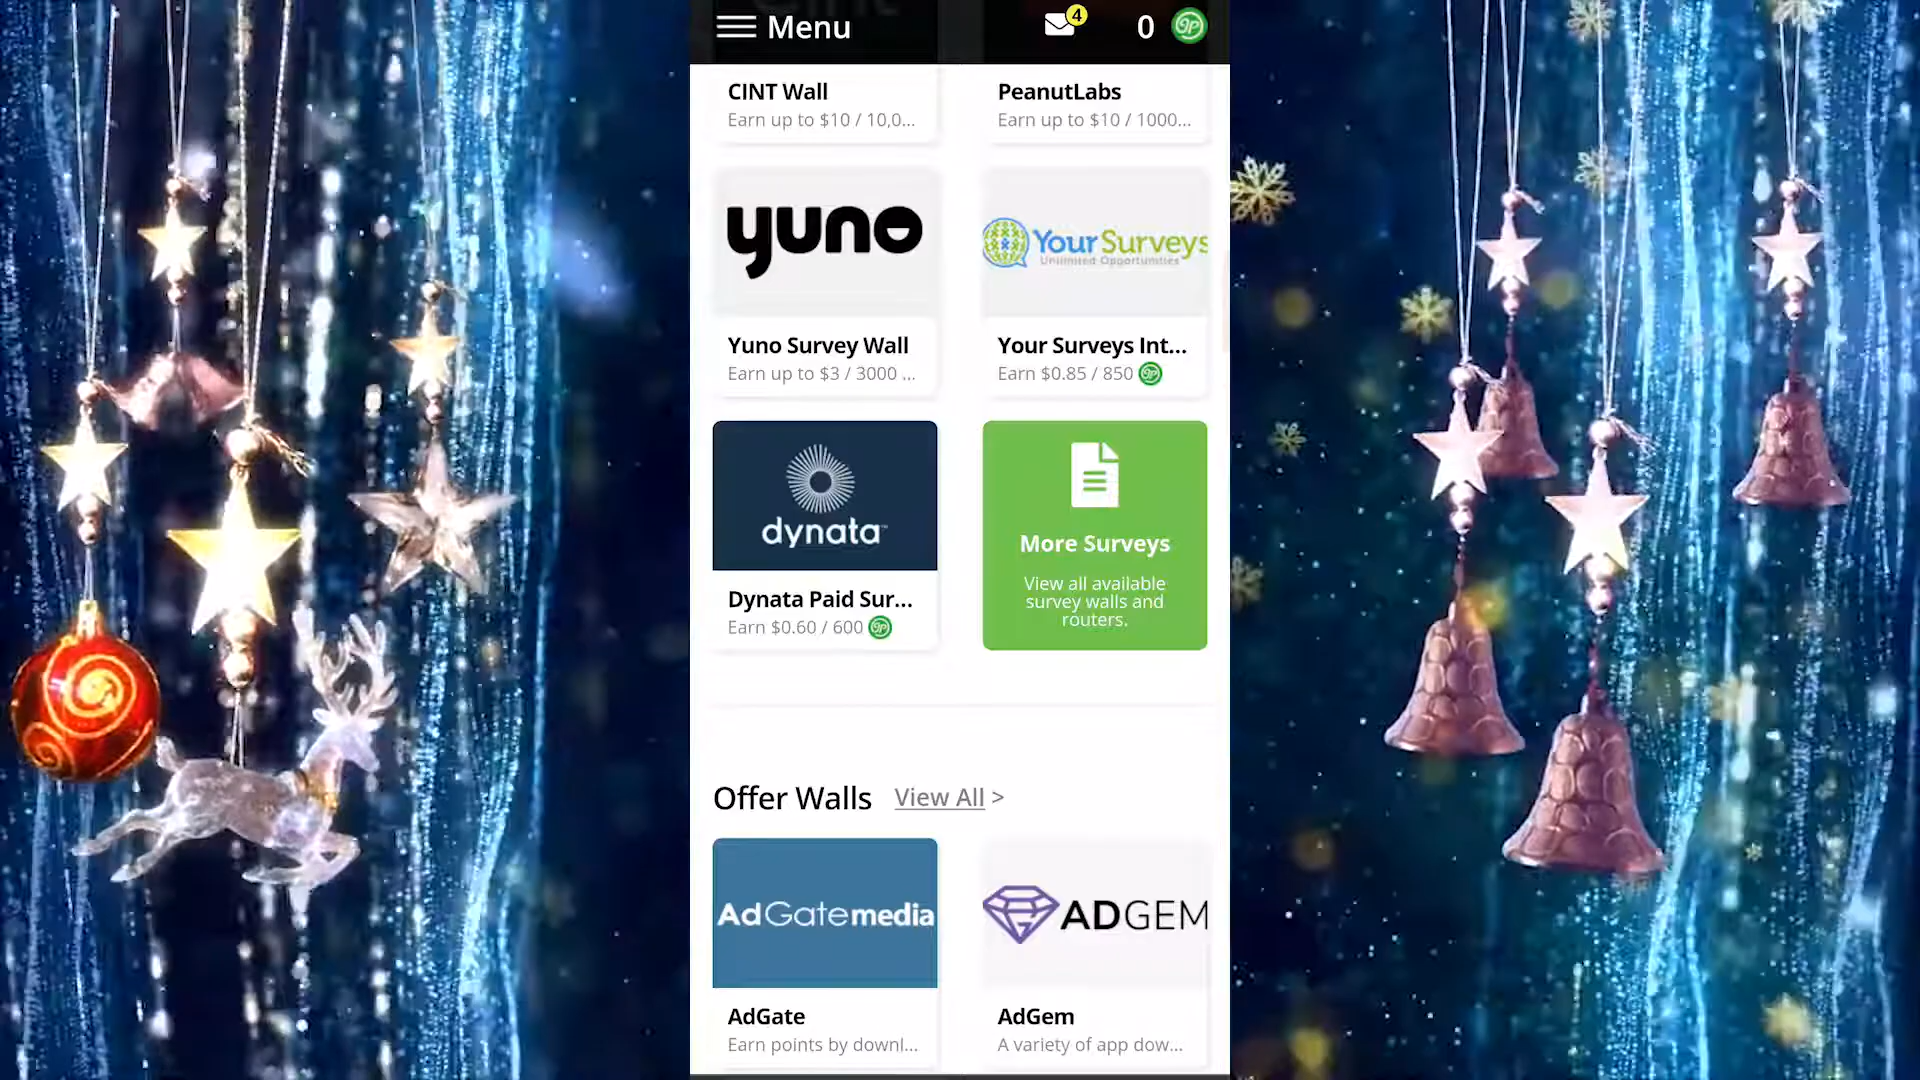 Menu
4
0
CINT Wall
Earn up to $10 / 10,0...
PeanutLabs
Earn up to $10 / 1000...
yuno
Yuno Survey Wall
Earn up to $3 / 3000 ...
YourSurveys
Unlimited Opportunities
Your Surveys Int...
Earn $0.85 / 850
dynata
Dynata Paid Sur...
Earn $0.60 / 600
More Surveys
View all available
survey walls and
routers.
Offer Walls View All >
AdGatemedia
AdGate
Earn points by downl...
ADGEM
AdGem
A variety of app dow...